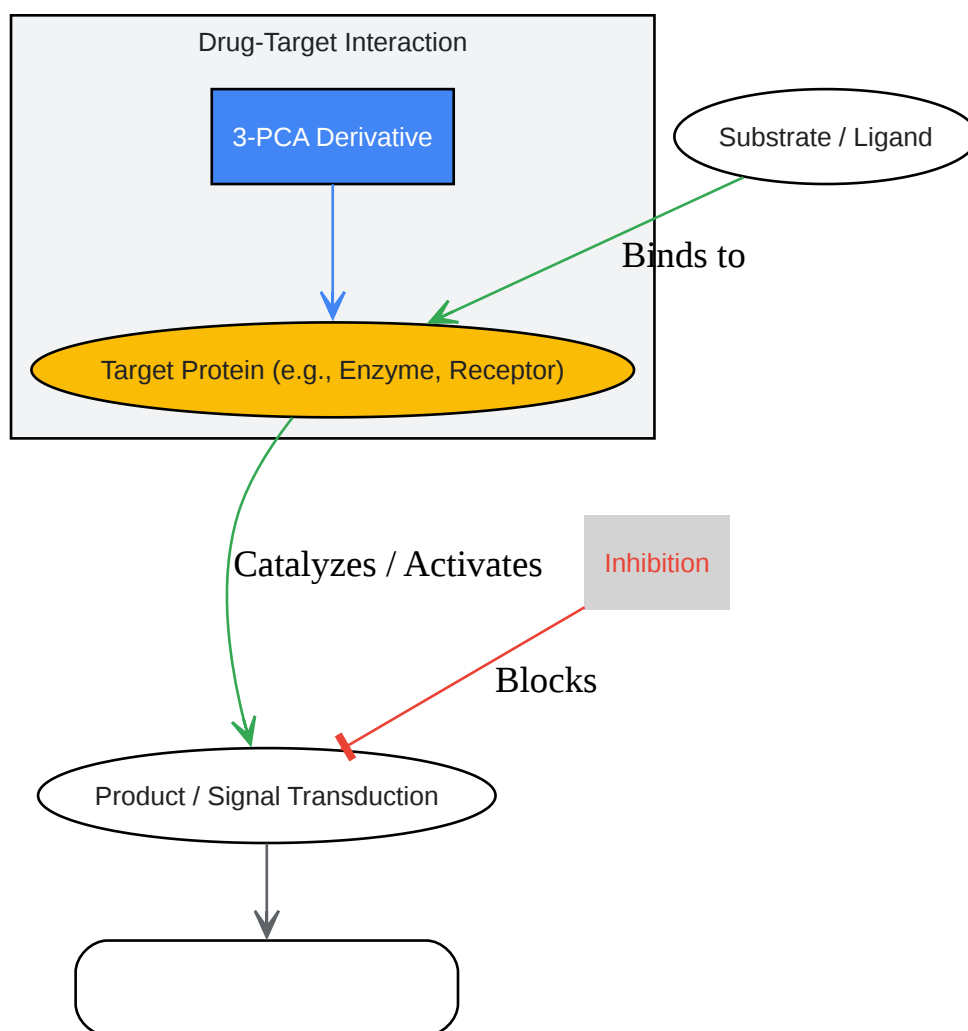 Drug-Target Interaction
3-PCA Derivative
Substrate / Ligand
Binds to
Target Protein (e.g., Enzyme, Receptor)
Catalyzes / Activates
Inhibition
Blocks
Product / Signal Transduction